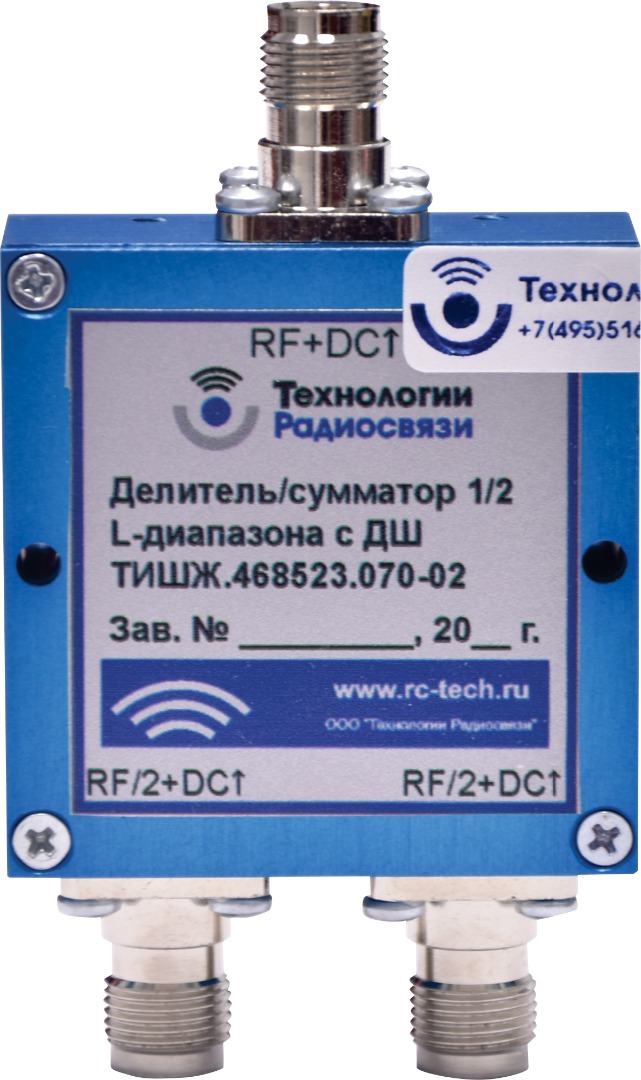 Технол
+7(495)516
RF+DC↑
Технологии
Радиосвязи
Делитель/сумматор 1/2
L-диапазона с ДШ
ТИШЖ.468523.070-02
Зав. № __________, 20__ г.
www.rc-tech.ru
ООО "Технологии Радиосвязи"
RF/2+DC↑ RF/2+DC↑